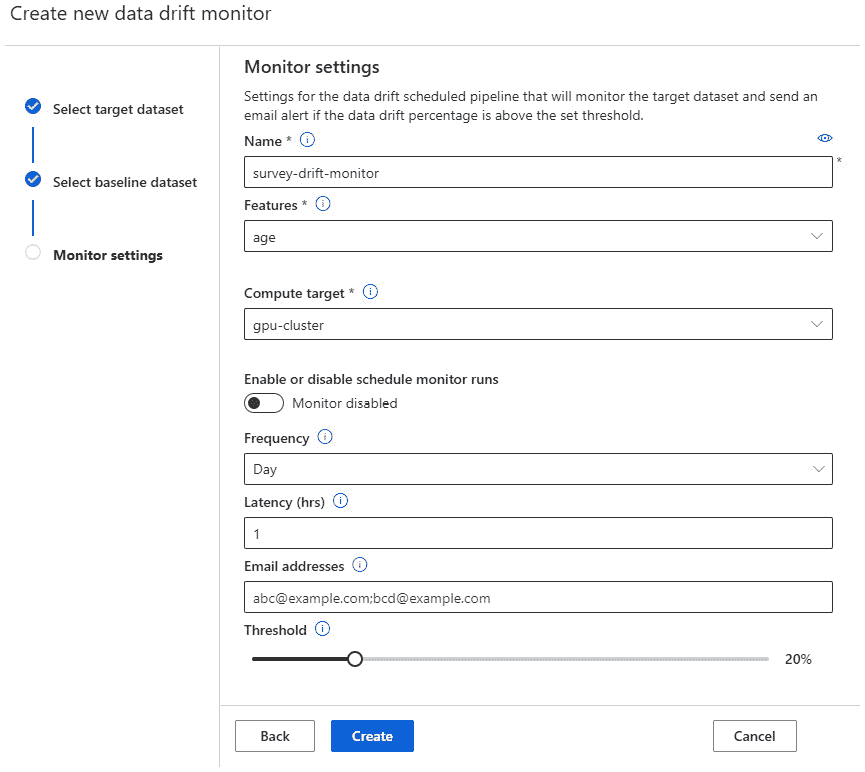 Create new data drift monitor
Select target dataset
Select baseline dataset
Monitor settings
Monitor settings
Settings for the data drift scheduled pipeline that will monitor the target dataset and send an
email alert if the data drift percentage is above the set threshold.
Name *
survey-drift-monitor *
Features *
age
Compute target *
gpu-cluster
Enable or disable schedule monitor runs
Monitor disabled
Frequency
Day
Latency (hrs)
1
Email addresses
abc@example.com;bcd@example.com
Threshold
20%
Back Create Cancel